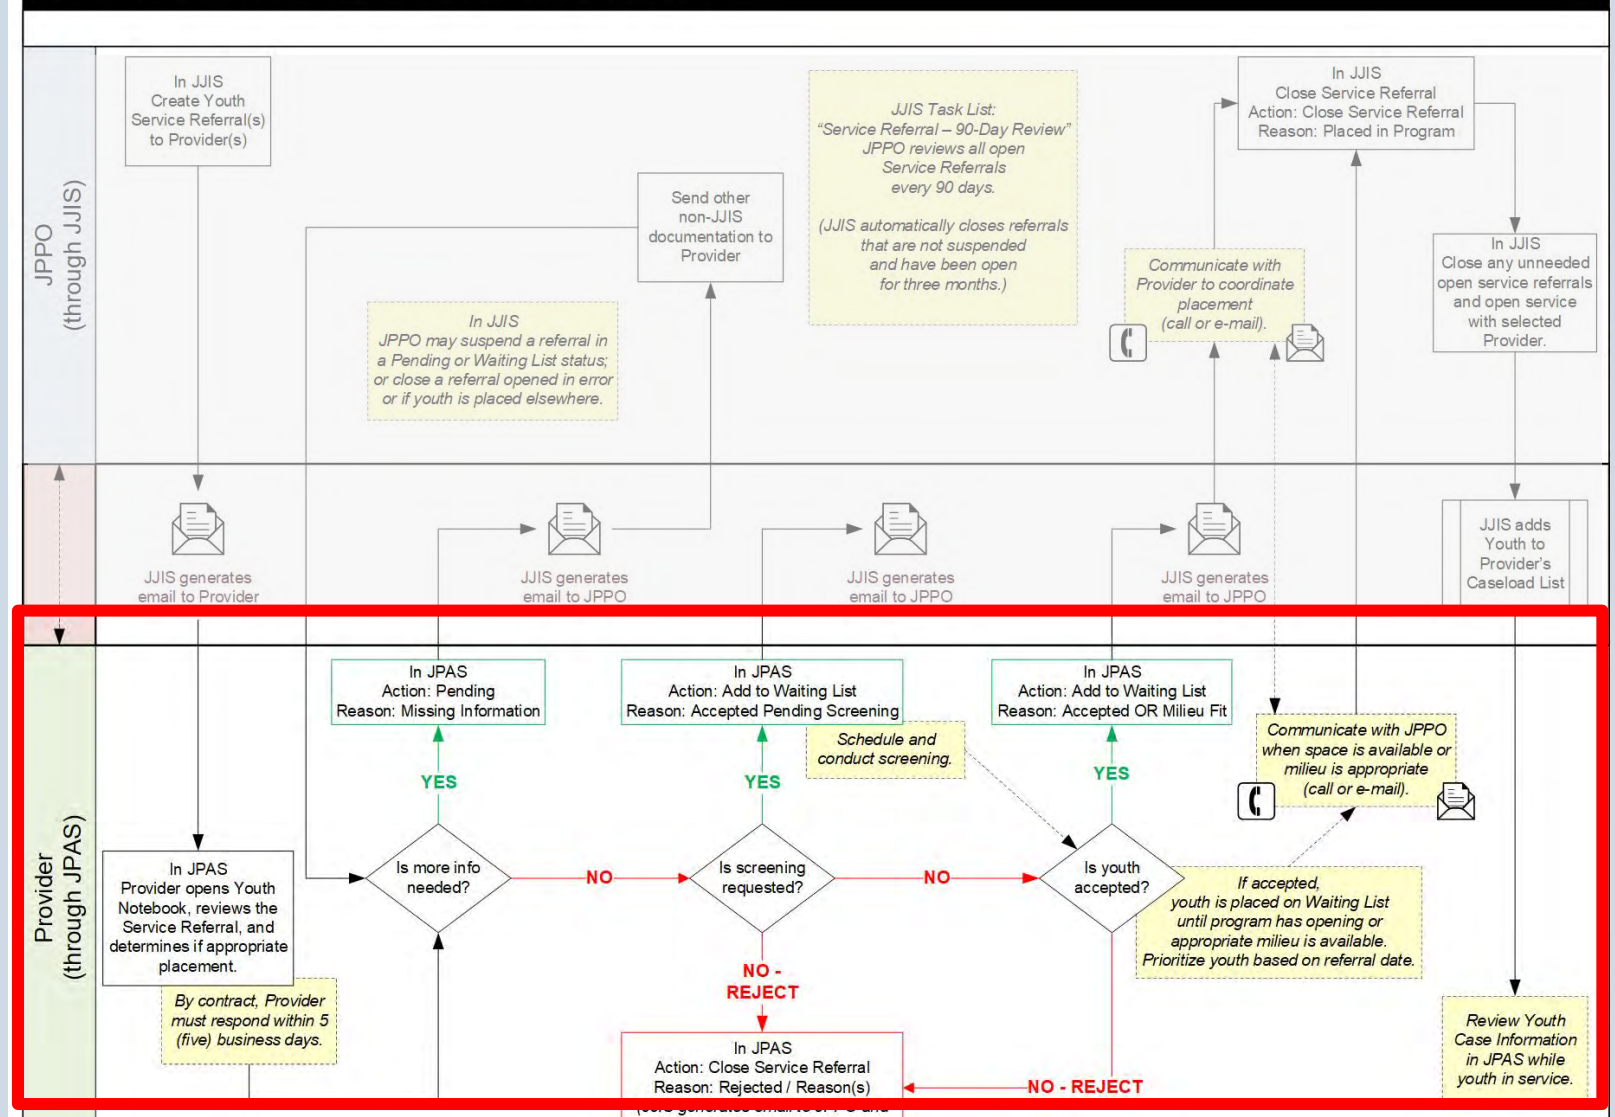 JPPO
(through JJIS)
In JJIS
Create Youth
Service Referral(s)
to Provider(s)
In JJIS
JPPO may suspend a referral in
a Pending or Waiting List status;
or close a referral opened in error
or if youth is placed elsewhere.
Send other
non-JJIS
documentation to
Provider
JJIS Task List:
“Service Referral – 90-Day Review”
JPPO reviews all open
Service Referrals
every 90 days.
(JJIS automatically closes referrals
that are not suspended
and have been open
for three months.)
Communicate with
Provider to coordinate
placement
(call or e-mail).
In JJIS
Close Service Referral
Action: Close Service Referral
Reason: Placed in Program
In JJIS
Close any unneeded
open service referrals
and open service
with selected
Provider.
JJIS generates
email to Provider
JJIS generates
email to JPPO
JJIS generates
email to JPPO
JJIS generates
email to JPPO
JJIS adds
Youth to
Provider's
Caseload List
Provider
(through JPAS)
In JPAS
Provider opens Youth
Notebook, reviews the
Service Referral, and
determines if appropriate
placement.
By contract, Provider
must respond within 5
(five) business days.
In JPAS
Action: Pending
Reason: Missing Information
YES
Is more info
needed?
NO
In JPAS
Action: Add to Waiting List
Reason: Accepted Pending Screening
YES
Is screening
requested?
NO
NO -
REJECT
Schedule and
conduct screening.
In JPAS
Action: Add to Waiting List
Reason: Accepted OR Milieu Fit
YES
Is youth
accepted?
NO - REJECT
In JPAS
Action: Close Service Referral
Reason: Rejected / Reason(s)
(JJIS generates email to JPPO and
Communicate with JPPO
when space is available or
milieu is appropriate
(call or e-mail).
If accepted,
youth is placed on Waiting List
until program has opening or
appropriate milieu is available.
Prioritize youth based on referral date.
Review Youth
Case Information
in JPAS while
youth in service.